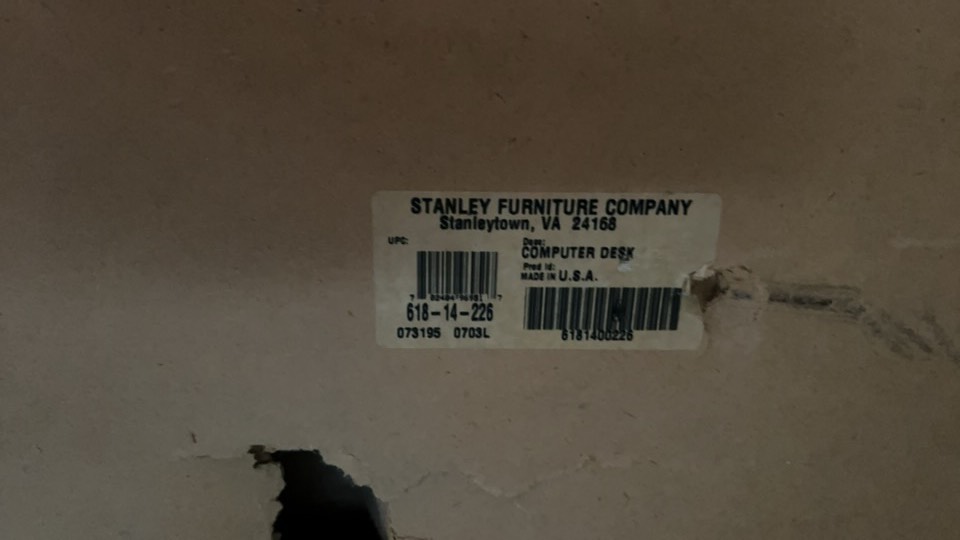 STANLEY FURNITURE COMPANY
Stanleytown, VA 24168
UPC:
Desc:
COMPUTER DESK
Prod Id:
MADE IN U.S.A.
618-14-226
073195 0703L
6181400226